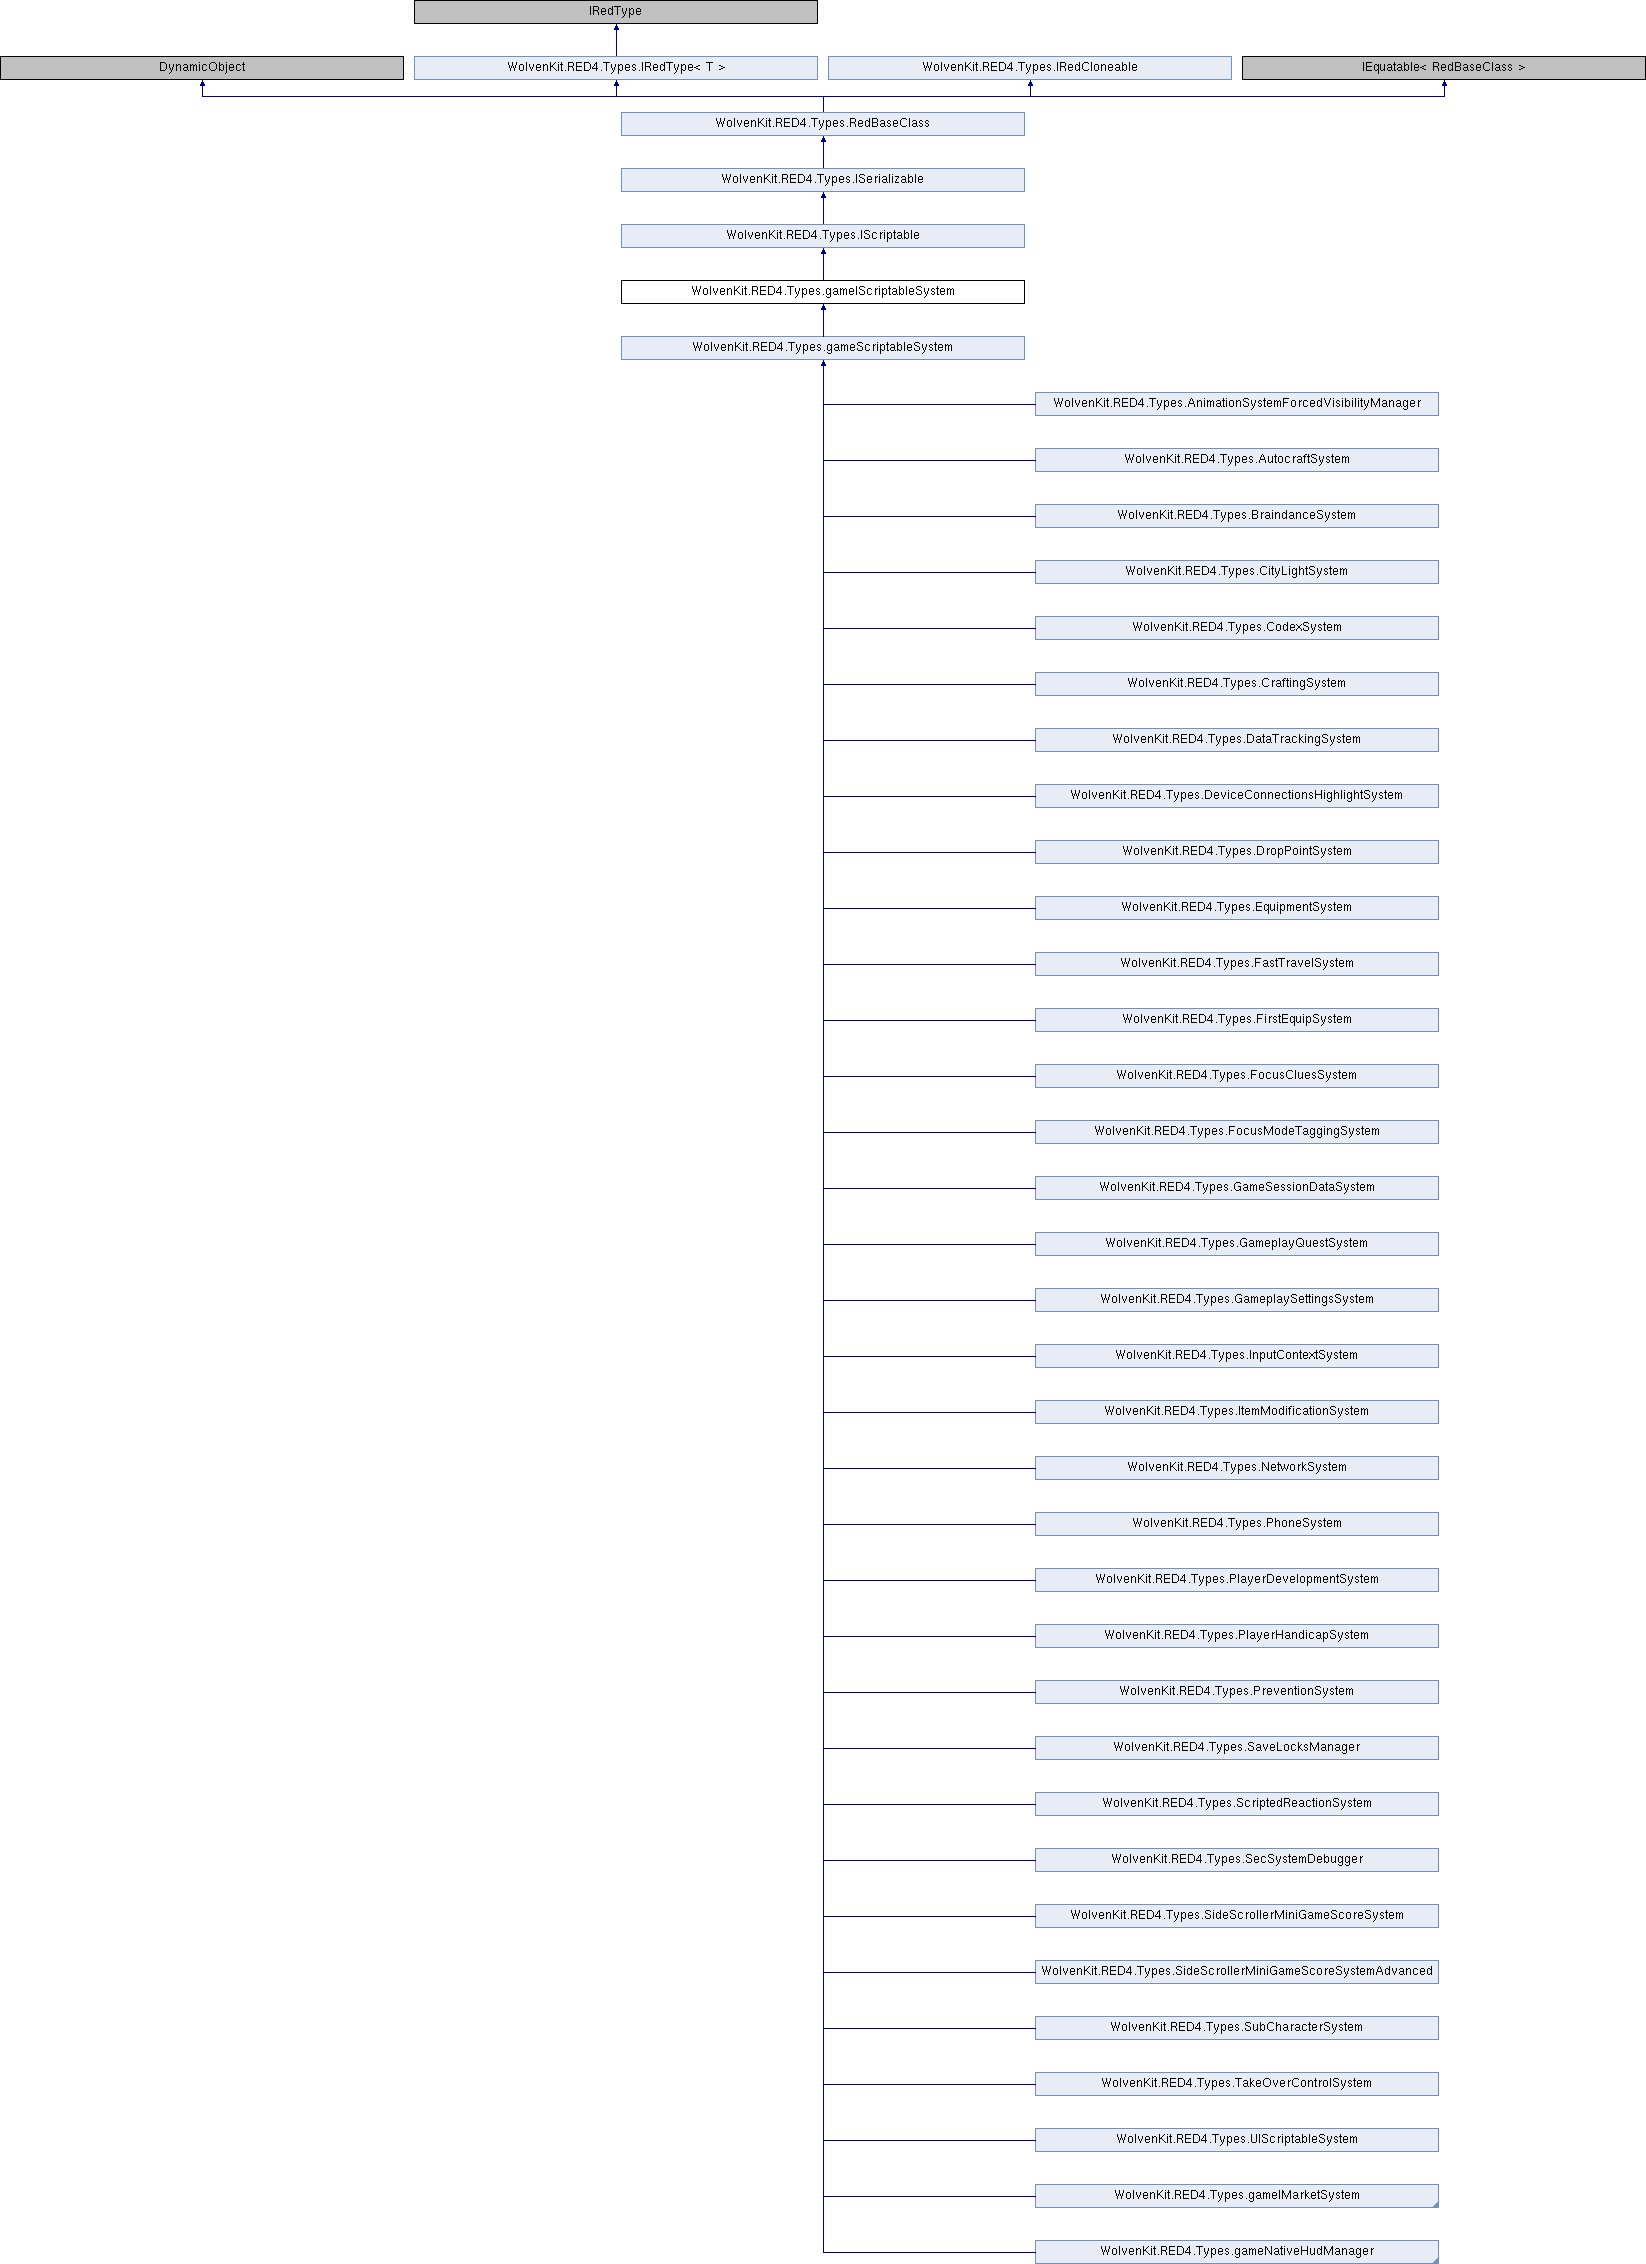 IRedType
DynamicObject
WolvenKit.RED4.Types.IRedType< T >
WolvenKit.RED4.Types.IRedCloneable
IEquatable< RedBaseClass >
WolvenKit.RED4.Types.RedBaseClass
WolvenKit.RED4.Types.ISerializable
WolvenKit.RED4.Types.IScriptable
WolvenKit.RED4.Types.gameIScriptableSystem
WolvenKit.RED4.Types.gameScriptableSystem
WolvenKit.RED4.Types.AnimationSystemForcedVisibilityManager
WolvenKit.RED4.Types.AutocraftSystem
WolvenKit.RED4.Types.BraindanceSystem
WolvenKit.RED4.Types.CityLightSystem
WolvenKit.RED4.Types.CodexSystem
WolvenKit.RED4.Types.CraftingSystem
WolvenKit.RED4.Types.DataTrackingSystem
WolvenKit.RED4.Types.DeviceConnectionsHighlightSystem
WolvenKit.RED4.Types.DropPointSystem
WolvenKit.RED4.Types.EquipmentSystem
WolvenKit.RED4.Types.FastTravelSystem
WolvenKit.RED4.Types.FirstEquipSystem
WolvenKit.RED4.Types.FocusCluesSystem
WolvenKit.RED4.Types.FocusModeTaggingSystem
WolvenKit.RED4.Types.GameSessionDataSystem
WolvenKit.RED4.Types.GameplayQuestSystem
WolvenKit.RED4.Types.GameplaySettingsSystem
WolvenKit.RED4.Types.InputContextSystem
WolvenKit.RED4.Types.ItemModificationSystem
WolvenKit.RED4.Types.NetworkSystem
WolvenKit.RED4.Types.PhoneSystem
WolvenKit.RED4.Types.PlayerDevelopmentSystem
WolvenKit.RED4.Types.PlayerHandicapSystem
WolvenKit.RED4.Types.PreventionSystem
WolvenKit.RED4.Types.SaveLocksManager
WolvenKit.RED4.Types.ScriptedReactionSystem
WolvenKit.RED4.Types.SecSystemDebugger
WolvenKit.RED4.Types.SideScrollerMiniGameScoreSystem
WolvenKit.RED4.Types.SideScrollerMiniGameScoreSystemAdvanced
WolvenKit.RED4.Types.SubCharacterSystem
WolvenKit.RED4.Types.TakeOverControlSystem
WolvenKit.RED4.Types.UIScriptableSystem
WolvenKit.RED4.Types.gameIMarketSystem
WolvenKit.RED4.Types.gameNativeHudManager